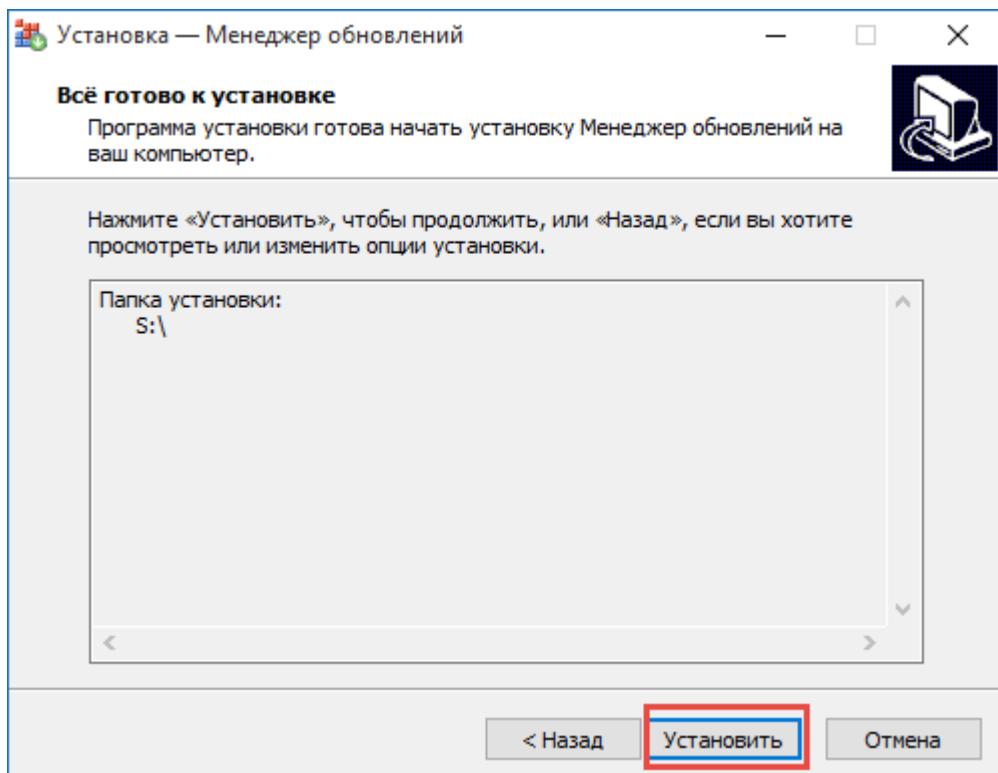 Установка — Менеджер обновлений
Всё готово к установке
Программа установки готова начать установку Менеджер обновлений на
ваш компьютер.
Нажмите «Установить», чтобы продолжить, или «Назад», если вы хотите
просмотреть или изменить опции установки.
Папка установки:
S:\
< Назад
Установить
Отмена